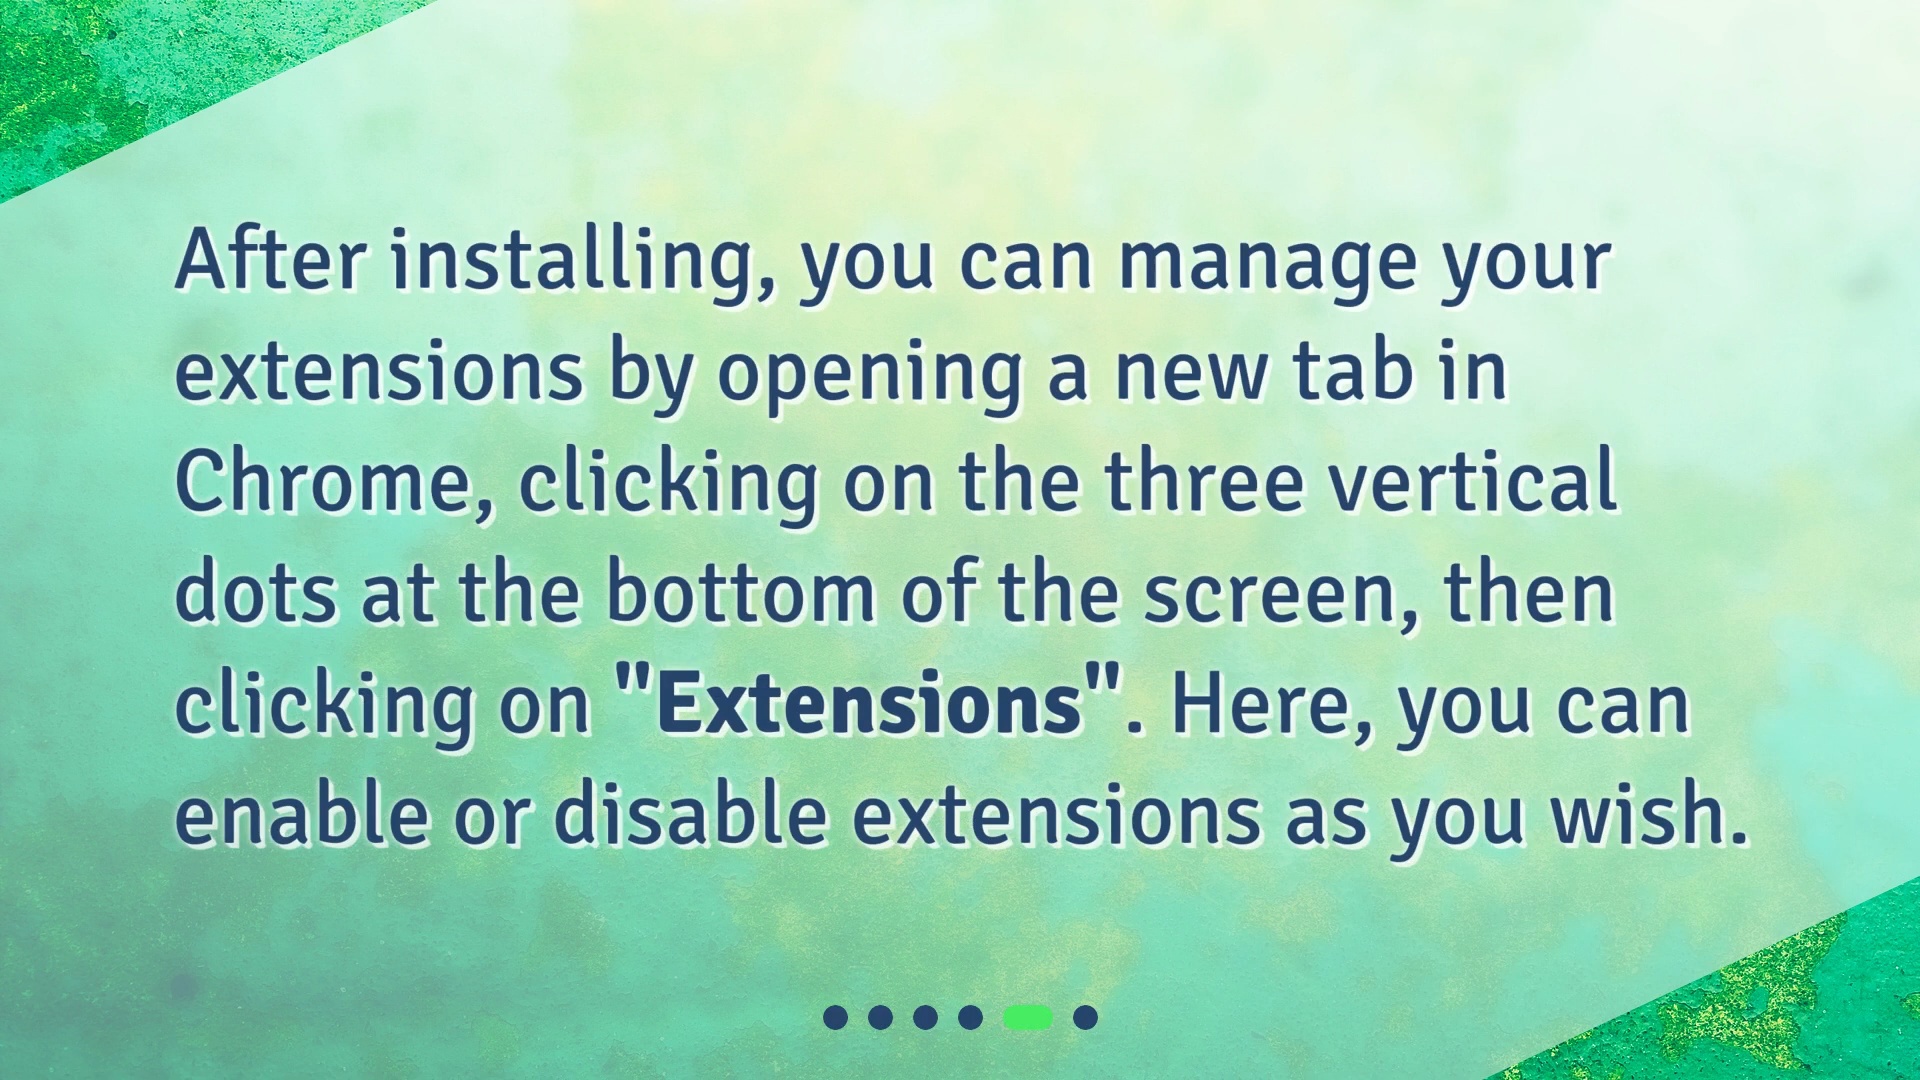 After installing, you can manage your
extensions by opening a new tab in
Chrome, clicking on the three vertical
dots at the bottom of the screen, then
clicking on "Extensions". Here, you can
enable or disable extensions as you wish.